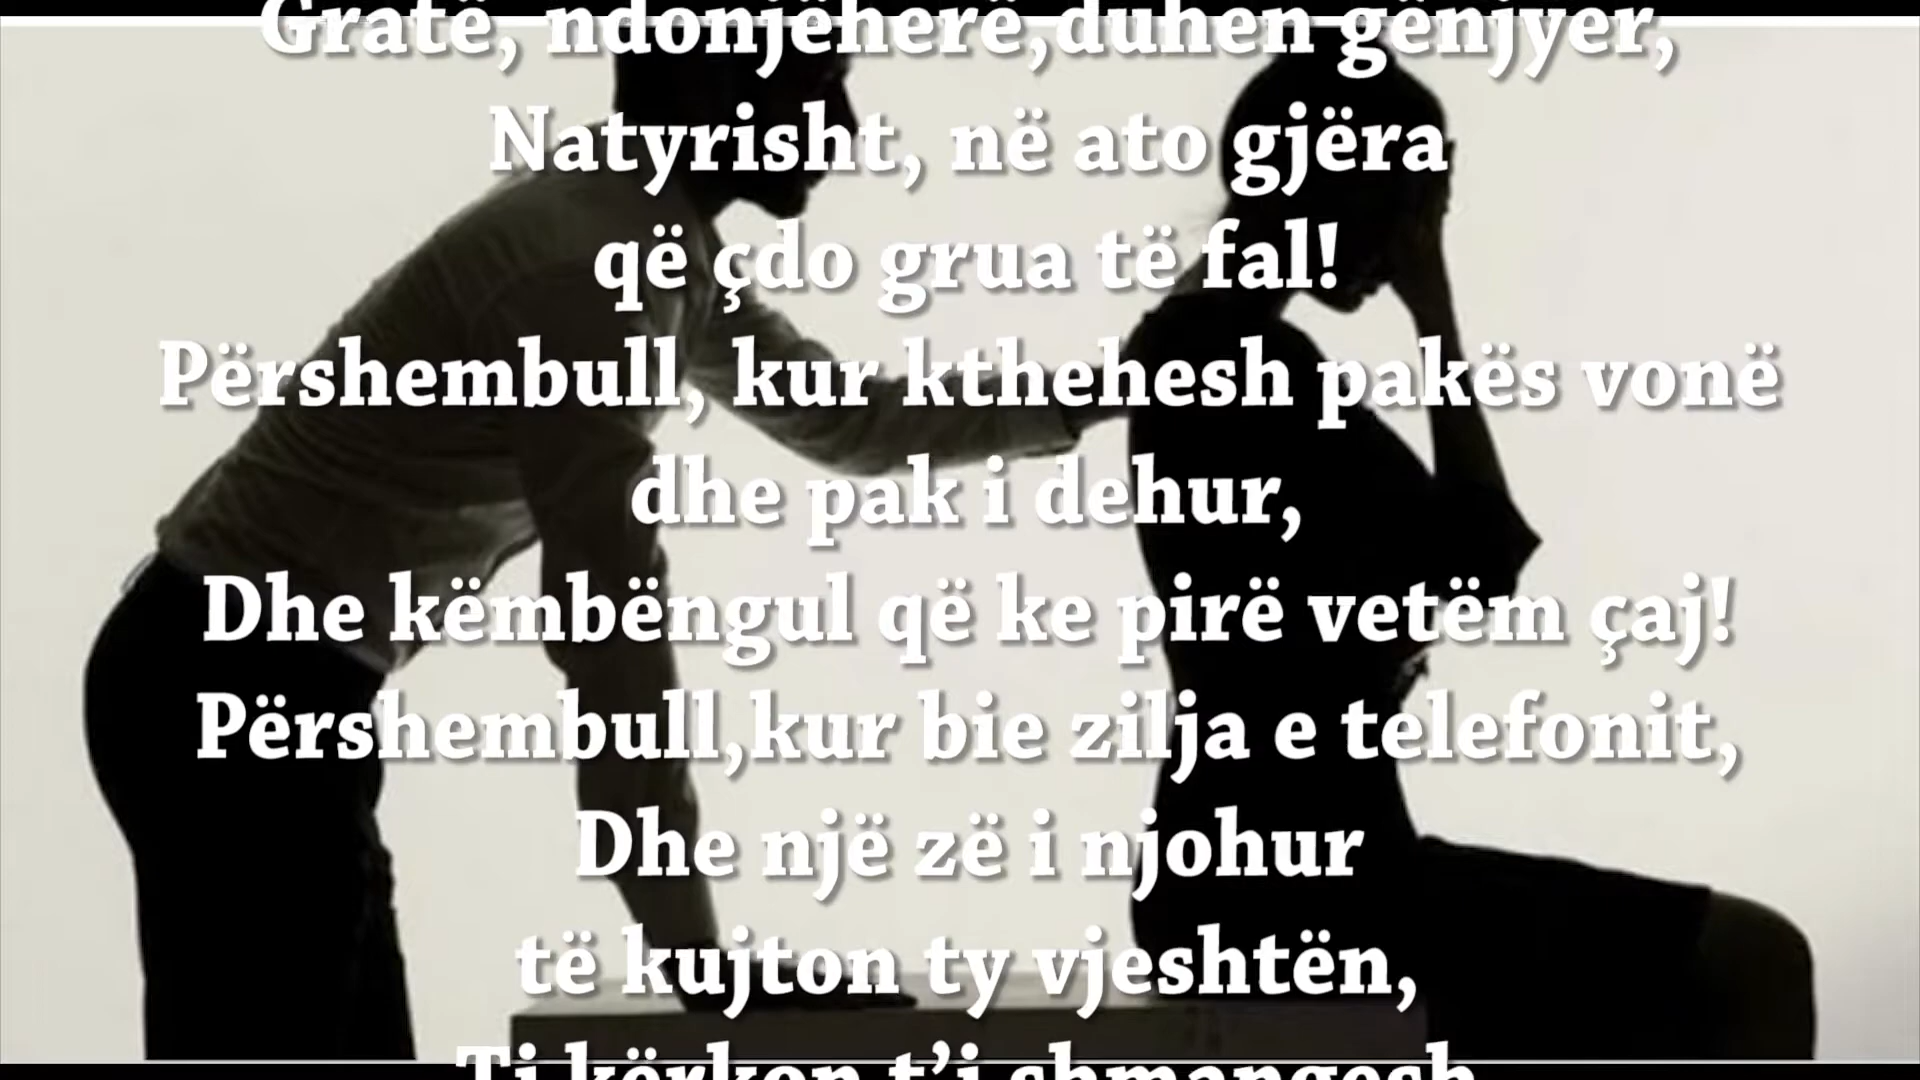 Gratë, ndonjëherë,duhen gënjyer,
Natyrisht, në ato gjëra
që çdo grua të fal!
Përshembull, kur kthehesh pakës vonë
dhe pak i dehur,
Dhe këmbëngul që ke pirë vetëm çaj!
Përshembull,kur bie zilja e telefonit,
Dhe një zë i njohur
të kujton ty vjeshtën,
Ti kërkon t’i shmangesh